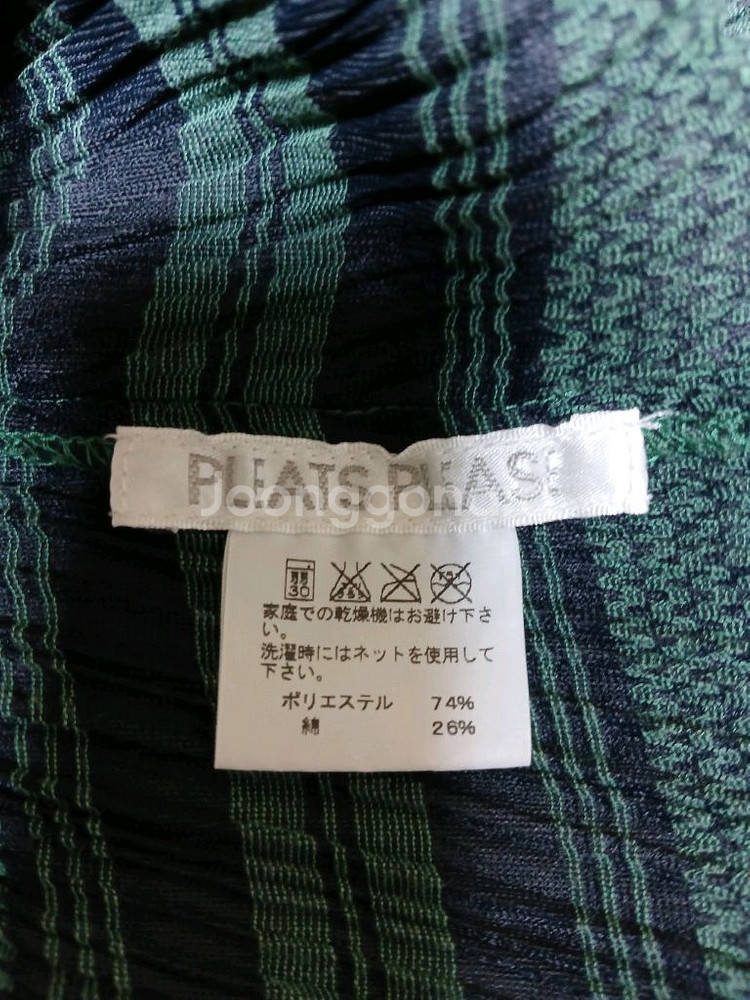 PLEATS PLEASE
Joonggona
30
家庭での乾燥機はお避け下さ
い。
洗濯時にはネットを使用して
下さい。
ポリエステル 74%
綿 26%